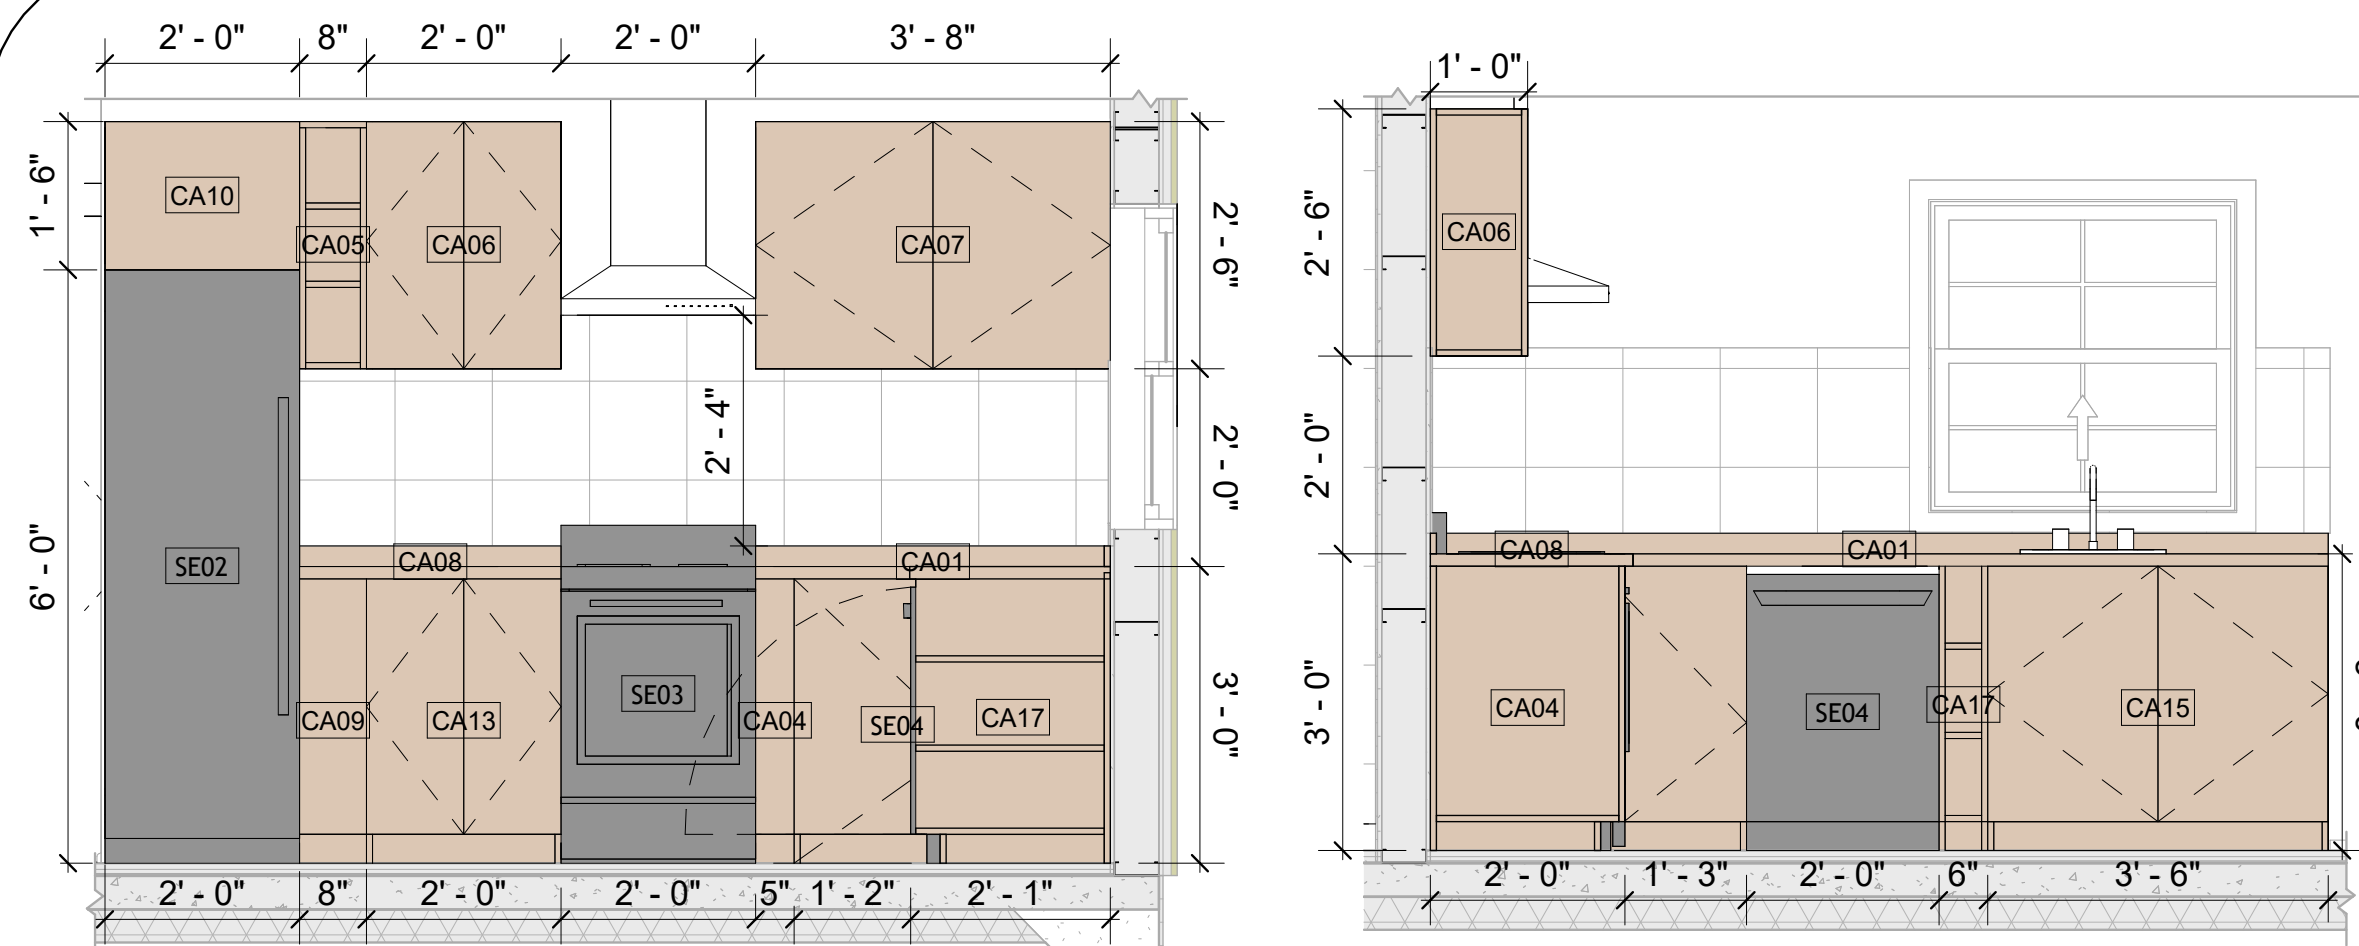 2' - 0" 8" 2' - 0" 2' - 0" 3' - 8"
1' - 6"
6' - 0"
CA10
CA05
CA06
CA07
2' - 6"
2' - 4"
2' - 0"
SE02
CA08
CA01
SE03
CA09
CA13
CA04
SE04
CA17
3' - 0"
2' - 0" 8" 2' - 0" 2' - 0" 5" 1' - 2" 2' - 1"
1' - 0"
2' - 6"
CA06
2' - 0"
CA08
CA01
3' - 0"
CA04
SE04
CA17
CA15
2' - 0" 1' - 3" 2' - 0" 6" 3' - 6"